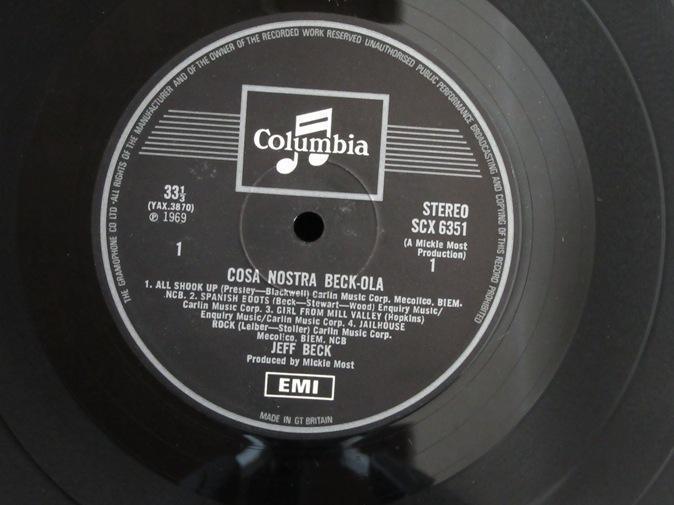 THE GRAMOPHONE CO LTD · ALL RIGHTS OF THE MANUFACTURER AND OF THE OWNER OF THE RECORDED WORK RESERVED UNAUTHORISED PUBLIC PERFORMANCE BROADCASTING AND COPYING OF THIS RECORD PROHIBITED
Columbia
33⅓
(YAX.3870)
℗ 1969
1
STEREO
SCX 6351
(A Mickie Most
Production)
1
COSA NOSTRA BECK-OLA
1. ALL SHOOK UP (Presley—Blackwell) Carlin Music Corp. Mecolico, BIEM-
NCB. 2. SPANISH BOOTS (Beck—Stewart—Wood) Enquiry Music/
Carlin Music Corp. 3. GIRL FROM MILL VALLEY (Hopkins)
Enquiry Music/Carlin Music Corp. 4. JAILHOUSE
ROCK (Leiber—Stoller) Carlin Music Corp.
Mecolico, BIEM, NCB
JEFF BECK
Produced by Mickie Most
EMI
MADE IN GT BRITAIN